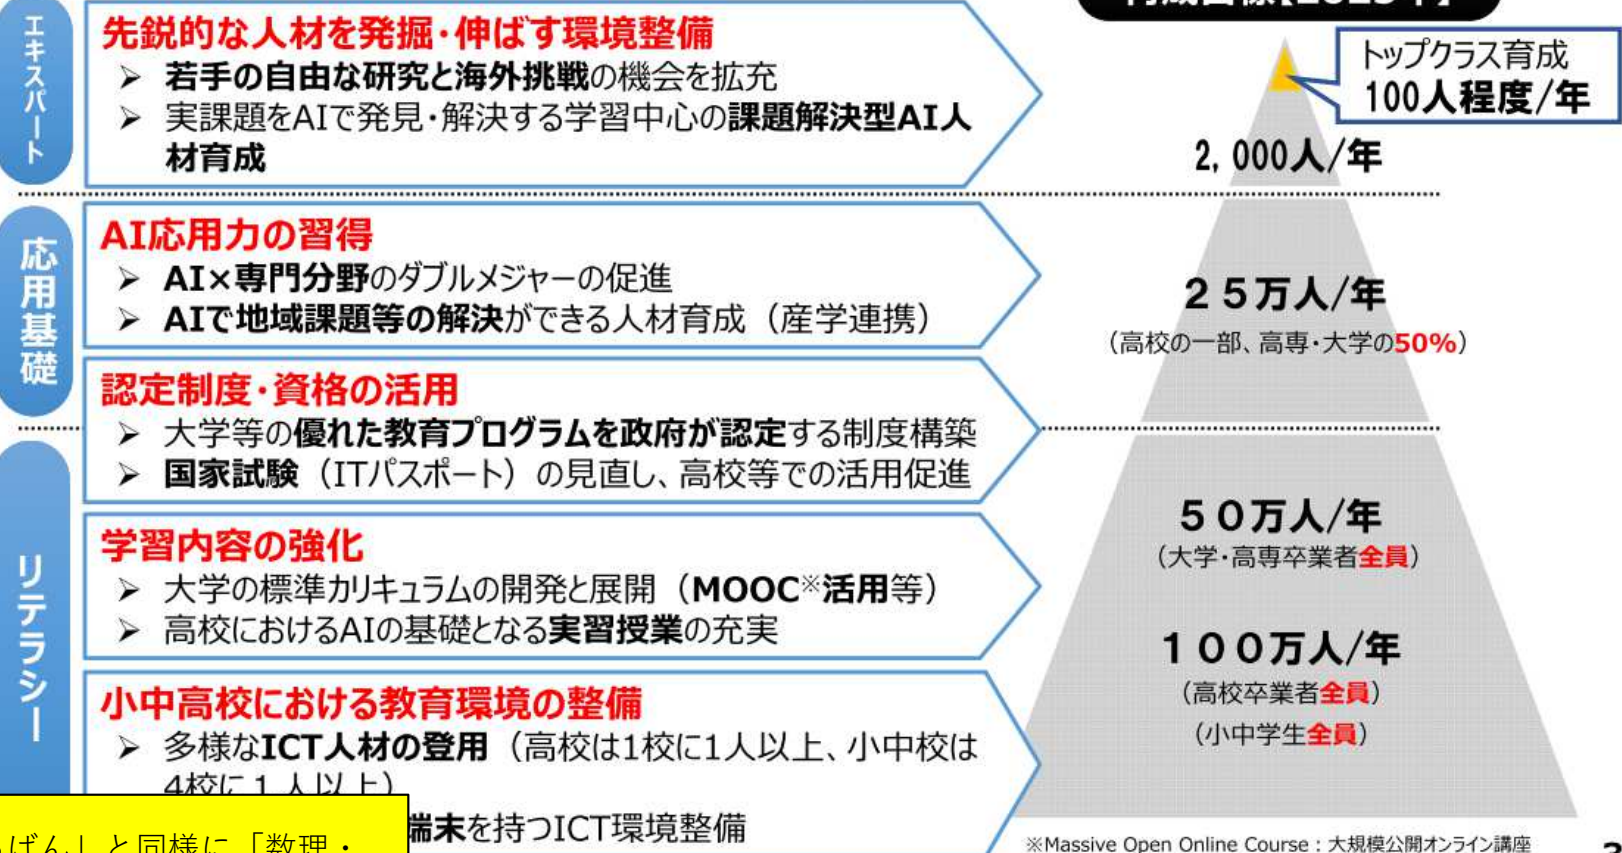 エキスパート
先鋭的な人材を発掘・伸ばす環境整備
➢ 若手の自由な研究と海外挑戦の機会を拡充
➢ 実課題をAIで発見・解決する学習中心の課題解決型AI人
材育成
トップクラス育成
100人程度/年
2,000人/年
応用基礎
AI応用力の習得
➢ AI×専門分野のダブルメジャーの促進
➢ AIで地域課題等の解決ができる人材育成（産学連携）
25万人/年
（高校の一部、高専・大学の50%）
認定制度・資格の活用
➢ 大学等の優れた教育プログラムを政府が認定する制度構築
➢ 国家試験（ITパスポート）の見直し、高校等での活用促進
リテラシー
学習内容の強化
➢ 大学の標準カリキュラムの開発と展開（MOOC※活用等）
➢ 高校におけるAIの基礎となる実習授業の充実
50万人/年
（大学・高専卒業者全員）
100万人/年
（高校卒業者全員）
（小中学生全員）
小中高校における教育環境の整備
➢ 多様なICT人材の登用（高校は1校に1人以上、小中校は
4校に1人以上）
端末を持つICT環境整備
ばん」と同様に「数理・
※Massive Open Online Course：大規模公開オンライン講座